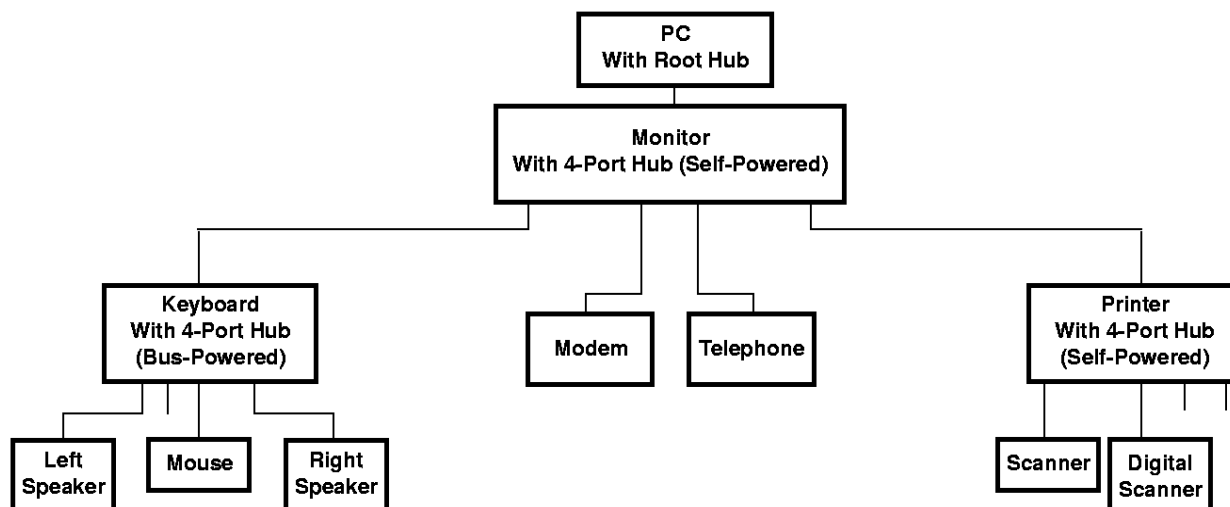 PC
With Root Hub
Monitor
With 4-Port Hub (Self-Powered)
Keyboard
With 4-Port Hub
(Bus-Powered)
Modem
Telephone
Printer
With 4-Port Hub
(Self-Powered)
Left
Speaker
Mouse
Right
Speaker
Scanner
Digital
Scanner